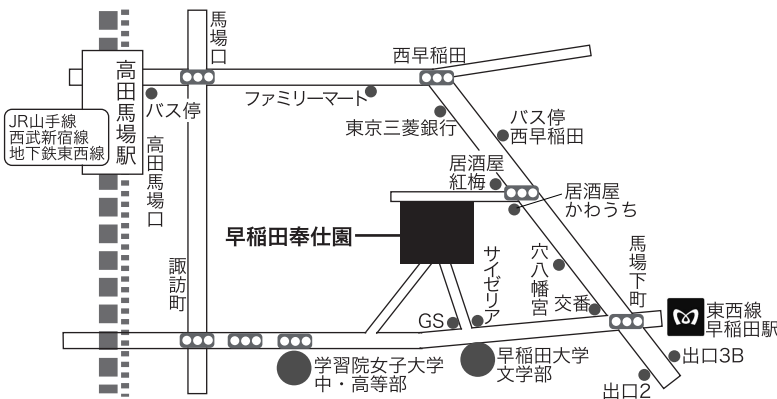 馬場口
西早稲田
高田馬場駅
ファミリーマート
バス停
東京三菱銀行
バス停
西早稲田
JR山手線
西武新宿線
地下鉄東西線
高田馬場口
居酒屋
紅梅
居酒屋
かわうち
早稲田奉仕園
サイゼリア
穴八幡宮
馬場下町
諏訪町
交番
東西線
早稲田駅
GS
学習院女子大学
中・高等部
早稲田大学
文学部
出口3B
出口2